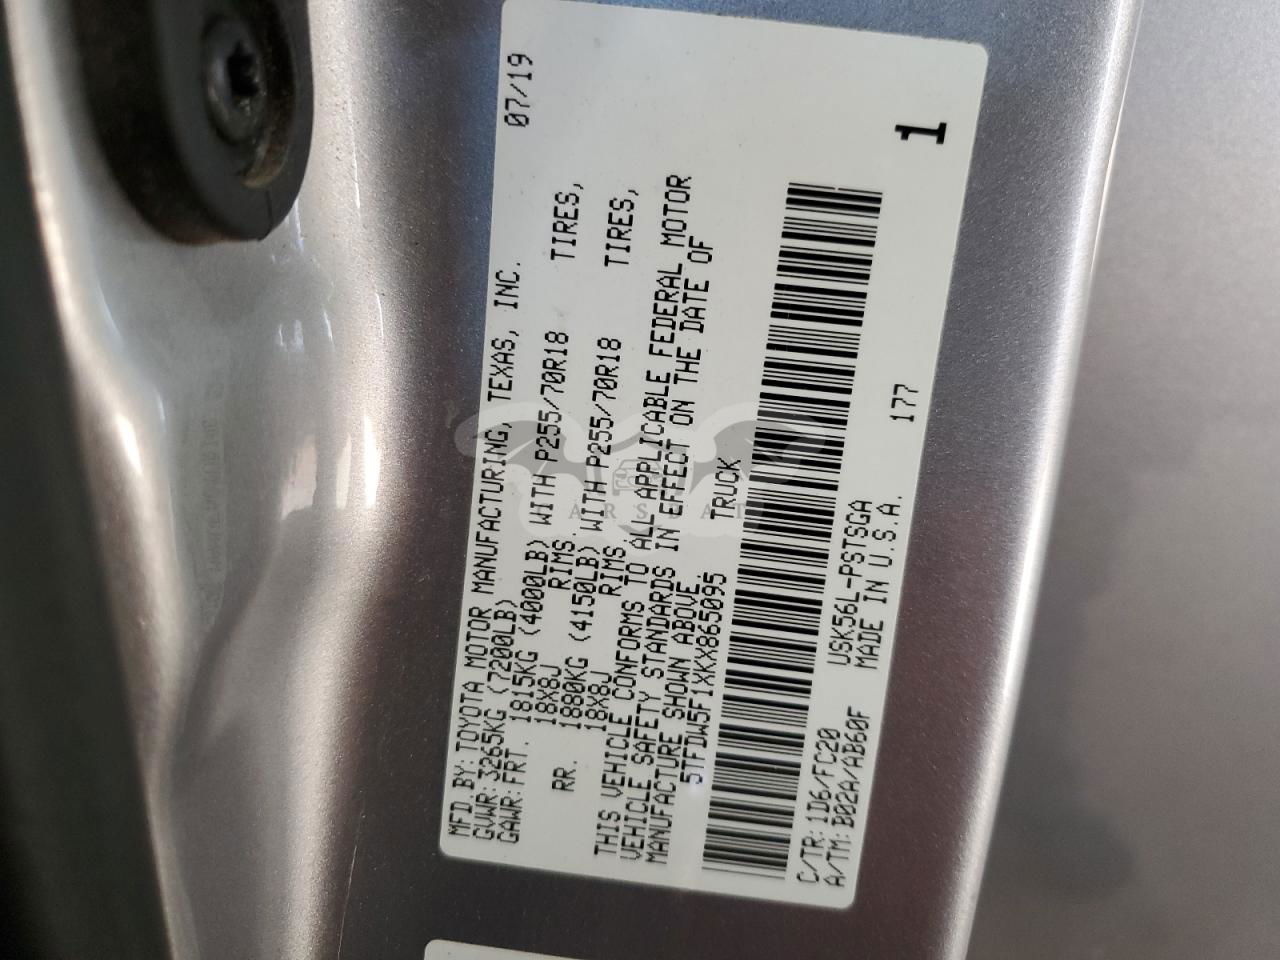 MFD.BY: TOYOTA MOTOR MANUFACTURING, TEXAS, INC. 07/19
GVWR: 3265KG (7200LB)
GAWR: FRT. 1815KG (4000LB) WITH P255/70R18 TIRES,
18X8J RIMS
RR. 1880KG (4150LB) WITH P255/70R18 TIRES,
18X8J RIMS
THIS VEHICLE CONFORMS TO ALL APPLICABLE FEDERAL MOTOR
VEHICLE SAFETY STANDARDS IN EFFECT ON THE DATE OF
MANUFACTURE SHOWN ABOVE.
5TFDW5F1XKX865095 TRUCK
1
C/TR: 1D6/FC20 USK56L-PSTSGA 177
A/TM: B02A/AB60F MADE IN U.S.A.
CARSBAT